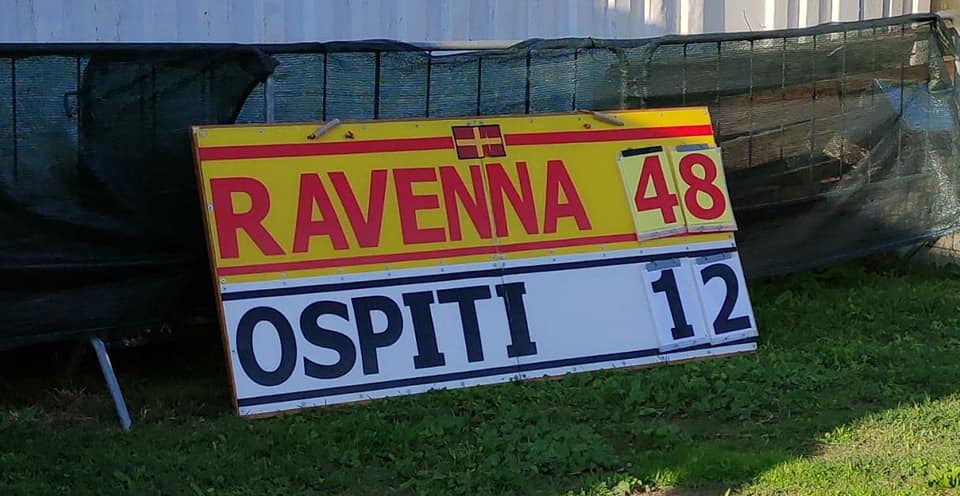 RAVENNA 48
OSPITI 12